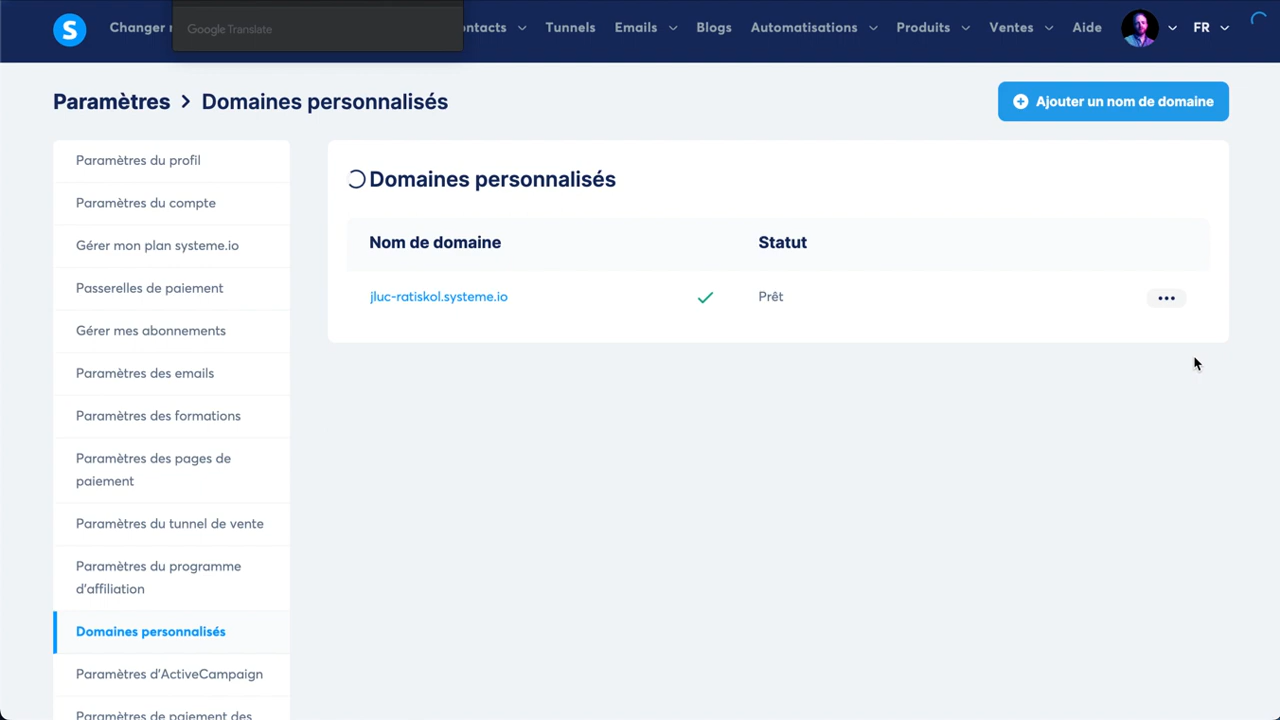 S Changer
Google Translate
Tunnels Emails Blogs Automatisations Produits Ventes Aide FR
Paramètres > Domaines personnalisés
Ajouter un nom de domaine
Paramètres du profil
Paramètres du compte
Gérer mon plan systeme.io
Passerelles de paiement
Gérer mes abonnements
Paramètres des emails
Paramètres des formations
Paramètres des pages de
paiement
Paramètres du tunnel de vente
Paramètres du programme
d'affiliation
Domaines personnalisés
Paramètres d'ActiveCampaign
Paramètres de paiement des
Domaines personnalisés
Nom de domaine Statut
jluc-ratiskol.systeme.io Prêt